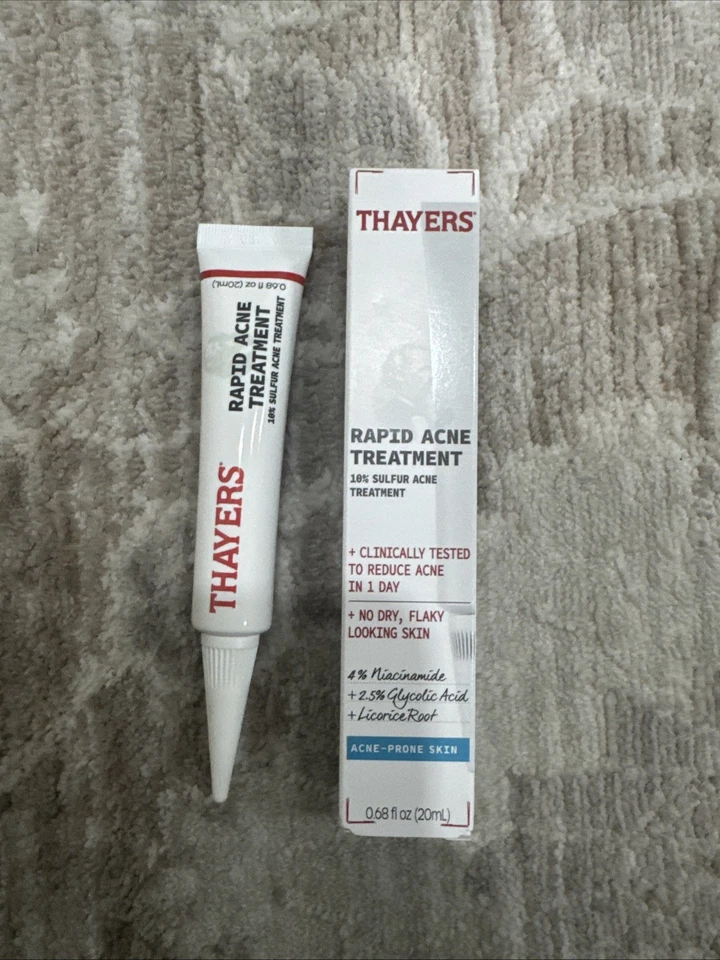 0.68 fl oz (20mL)
RAPID ACNE
TREATMENT
10% SULFUR ACNE TREATMENT
THAYERS
THAYERS®
RAPID ACNE
TREATMENT
10% SULFUR ACNE
TREATMENT
+ CLINICALLY TESTED
TO REDUCE ACNE
IN 1 DAY
+ NO DRY, FLAKY
LOOKING SKIN
4% Niacinamide
+ 2.5% Glycolic Acid
+ Licorice Root
ACNE-PRONE SKIN
0.68 fl oz (20mL)